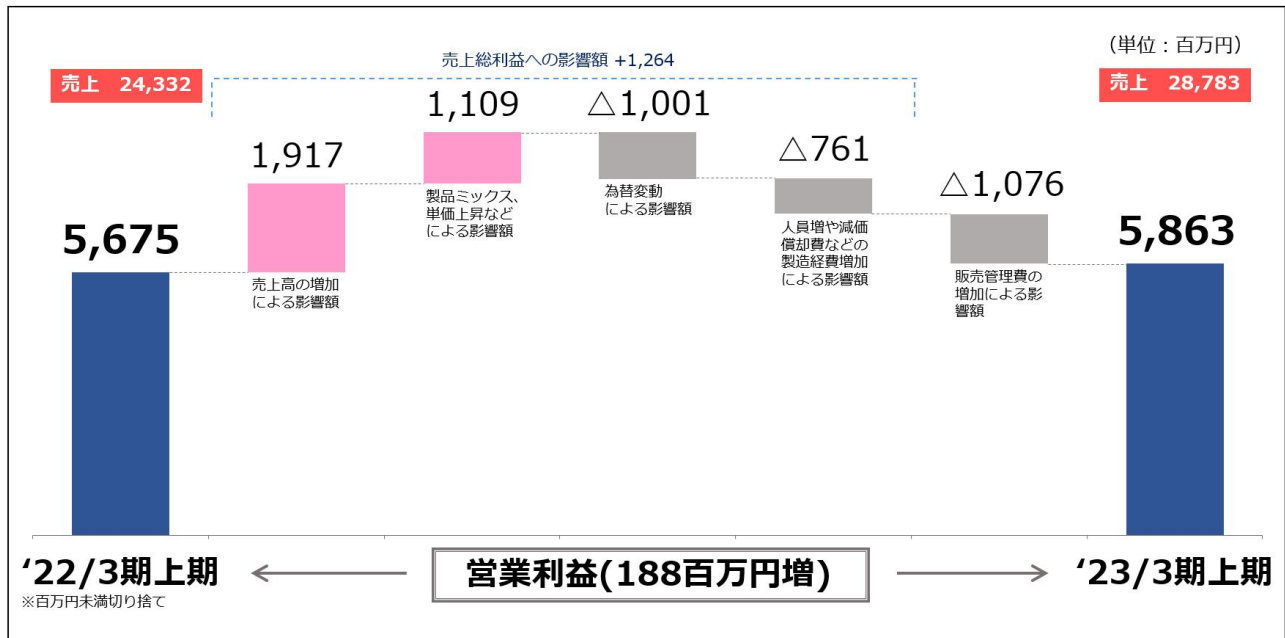 (単位：百万円)
売上総利益への影響額 +1,264
売上 24,332
売上 28,783
5,675
1,917
売上高の増加
による影響額
1,109
製品ミックス、
単価上昇など
による影響額
△1,001
為替変動
による影響額
△761
人員増や減価
償却費などの
製造経費増加
による影響額
△1,076
販売管理費の
増加による影
響額
5,863
‘22/3期上期
営業利益(188百万円増)
‘23/3期上期
※百万円未満切り捨て